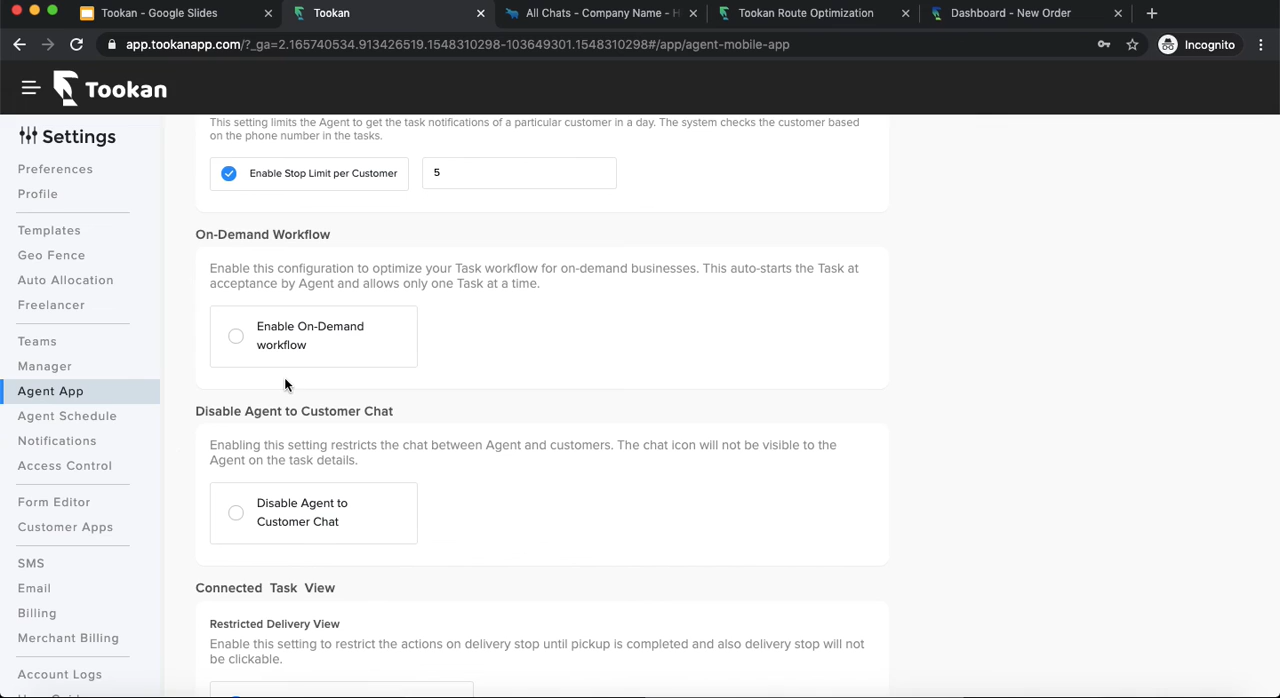 Tookan - Google Slides
Tookan
All Chats - Company Name - H
Tookan Route Optimization
Dashboard - New Order
app.tookanapp.com/?_ga=2.165740534.913426519.1548310298-103649301.1548310298#/app/agent-mobile-app
Incognito
Tookan
Settings
Preferences
Profile
Templates
Geo Fence
Auto Allocation
Freelancer
Teams
Manager
Agent App
Agent Schedule
Notifications
Access Control
Form Editor
Customer Apps
SMS
Email
Billing
Merchant Billing
Account Logs
This setting limits the Agent to get the task notifications of a particular customer in a day. The system checks the customer based
on the phone number in the tasks.
Enable Stop Limit per Customer
5
On-Demand Workflow
Enable this configuration to optimize your Task workflow for on-demand businesses. This auto-starts the Task at
acceptance by Agent and allows only one Task at a time.
Enable On-Demand
workflow
Disable Agent to Customer Chat
Enabling this setting restricts the chat between Agent and customers. The chat icon will not be visible to the
Agent on the task details.
Disable Agent to
Customer Chat
Connected Task View
Restricted Delivery View
Enable this setting to restrict the actions on delivery stop until pickup is completed and also delivery stop will not
be clickable.